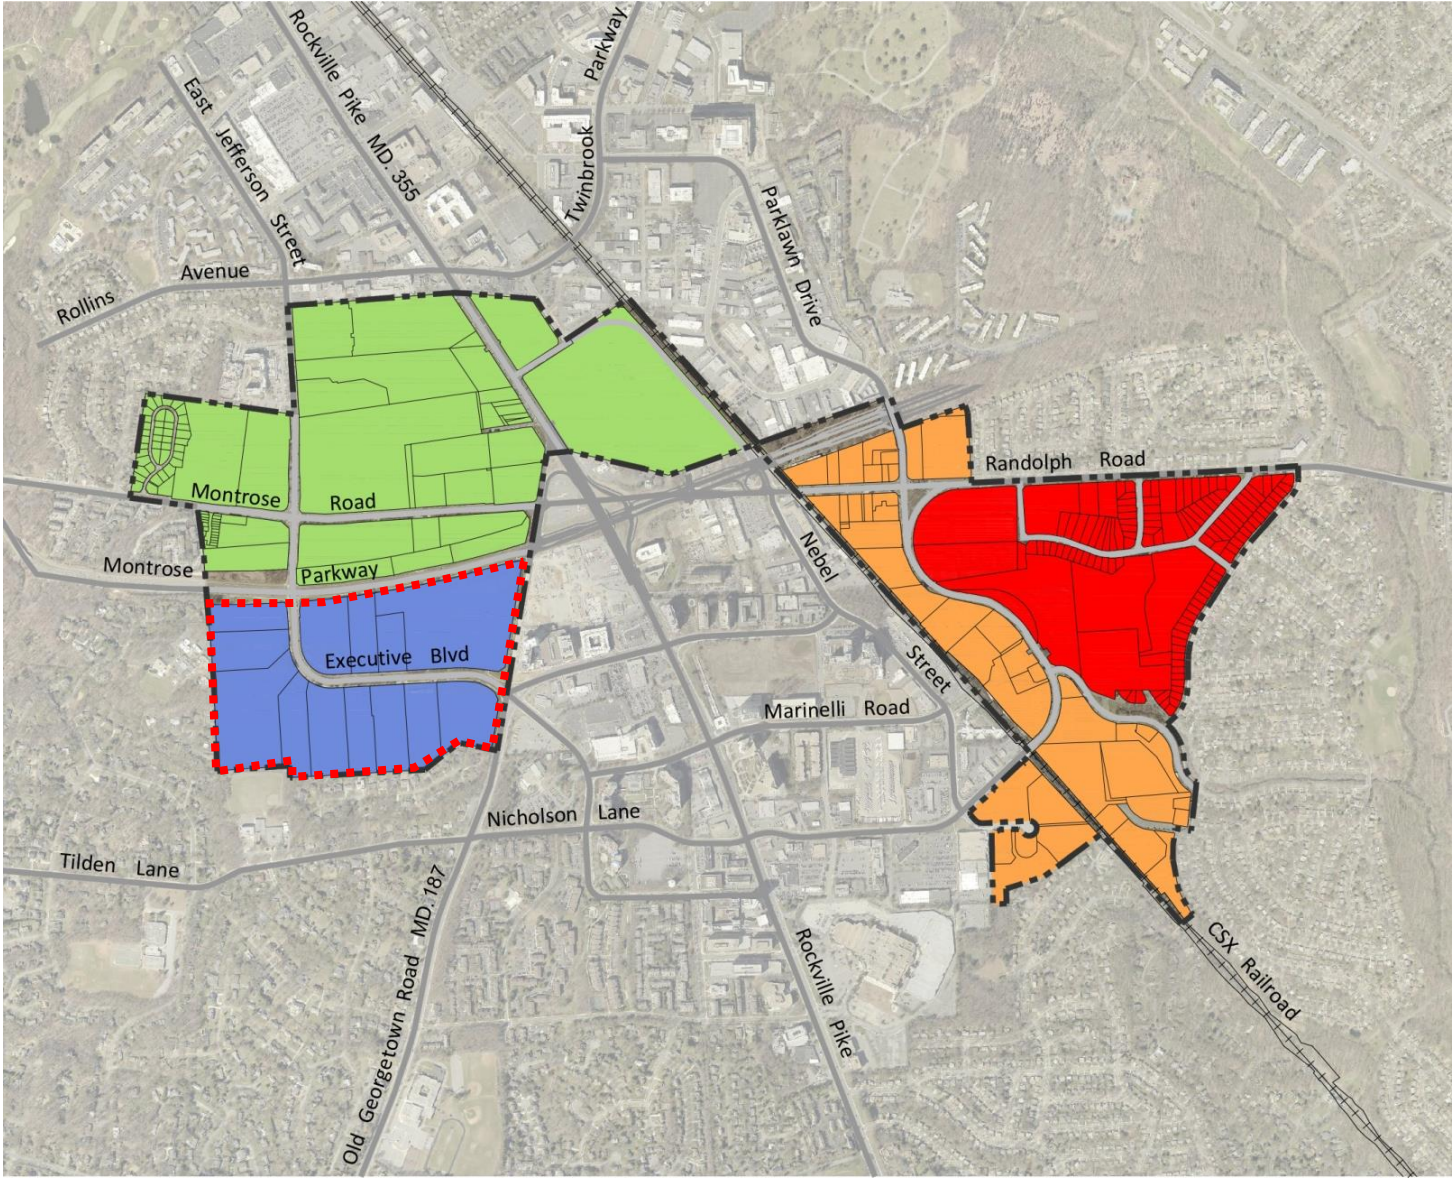 Rockville Pike MD. 355
Parkway
Twinbrook
East Jefferson Street
Parklawn Drive
Rollins Avenue
Randolph Road
Montrose Road
Montrose Parkway
Nebel Street
Executive Blvd
Marinelli Road
Nicholson Lane
Tilden Lane
Old Georgetown Road MD. 187
Rockville Pike
CSX Railroad